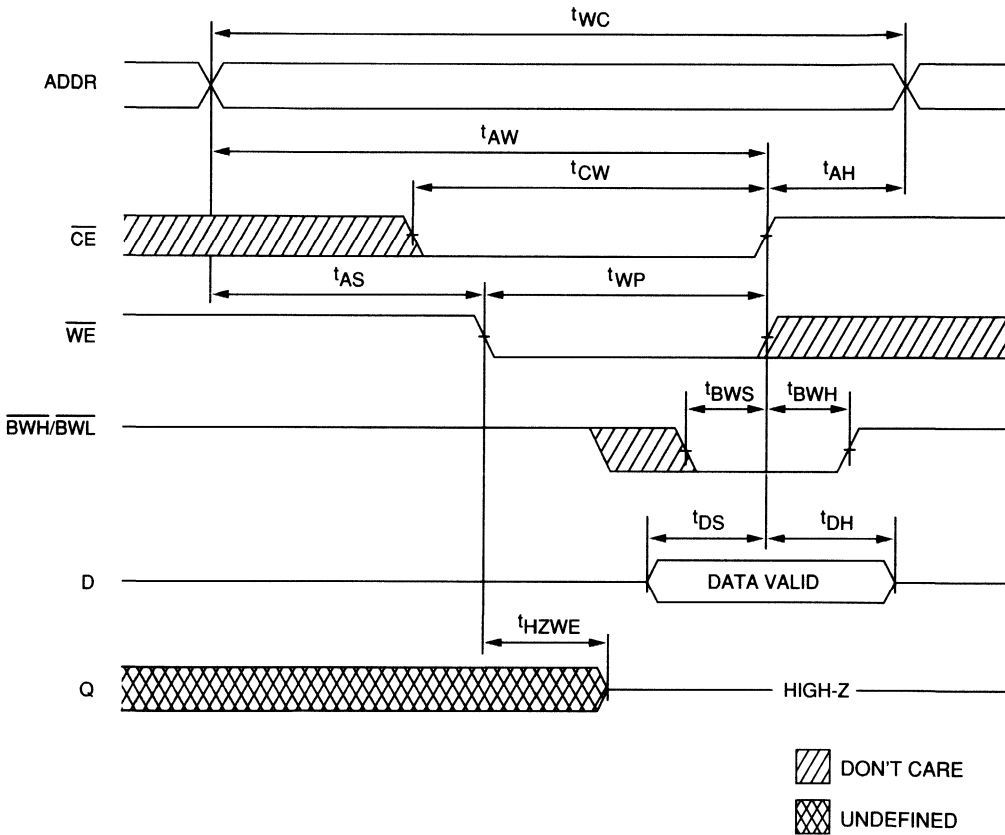 tWC
ADDR
tAW
tCW
tAH
CE
tAS
tWP
WE
tBWS
tBWH
BWH/BWL
tDS
tDH
D
DATA VALID
tHZWE
Q
HIGH-Z
DON'T CARE
UNDEFINED